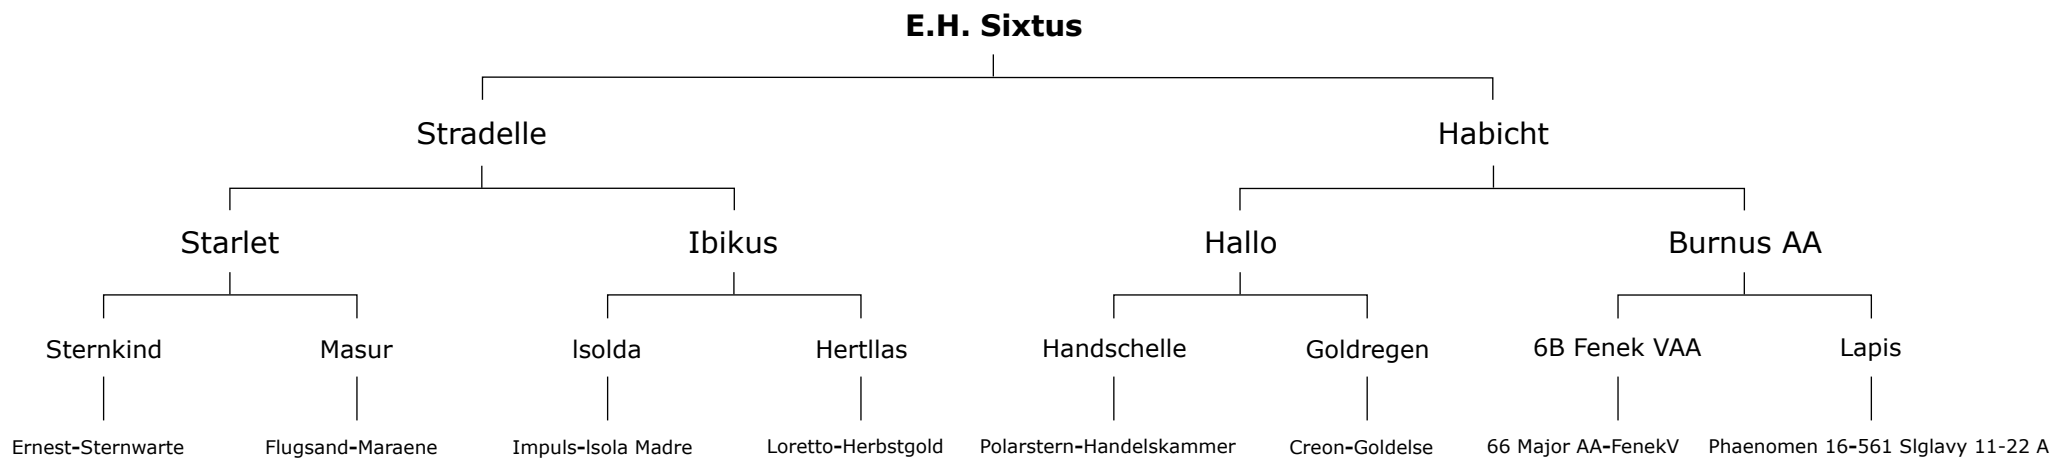 E.H. Sixtus
Stradelle Habicht
Starlet Ibikus Hallo Burnus AA
Sternkind Masur lsolda Hertllas Handschelle Goldregen 6B Fenek VAA Lapis
Ernest-Sternwarte Flugsand-Maraene Impuls-lsola Madre Loretto-Herbstgold Polarstern-Handelskammer Creon-Goldelse 66 Major AA-FenekV Phaenomen 16-561 Slglavy 11-22 A